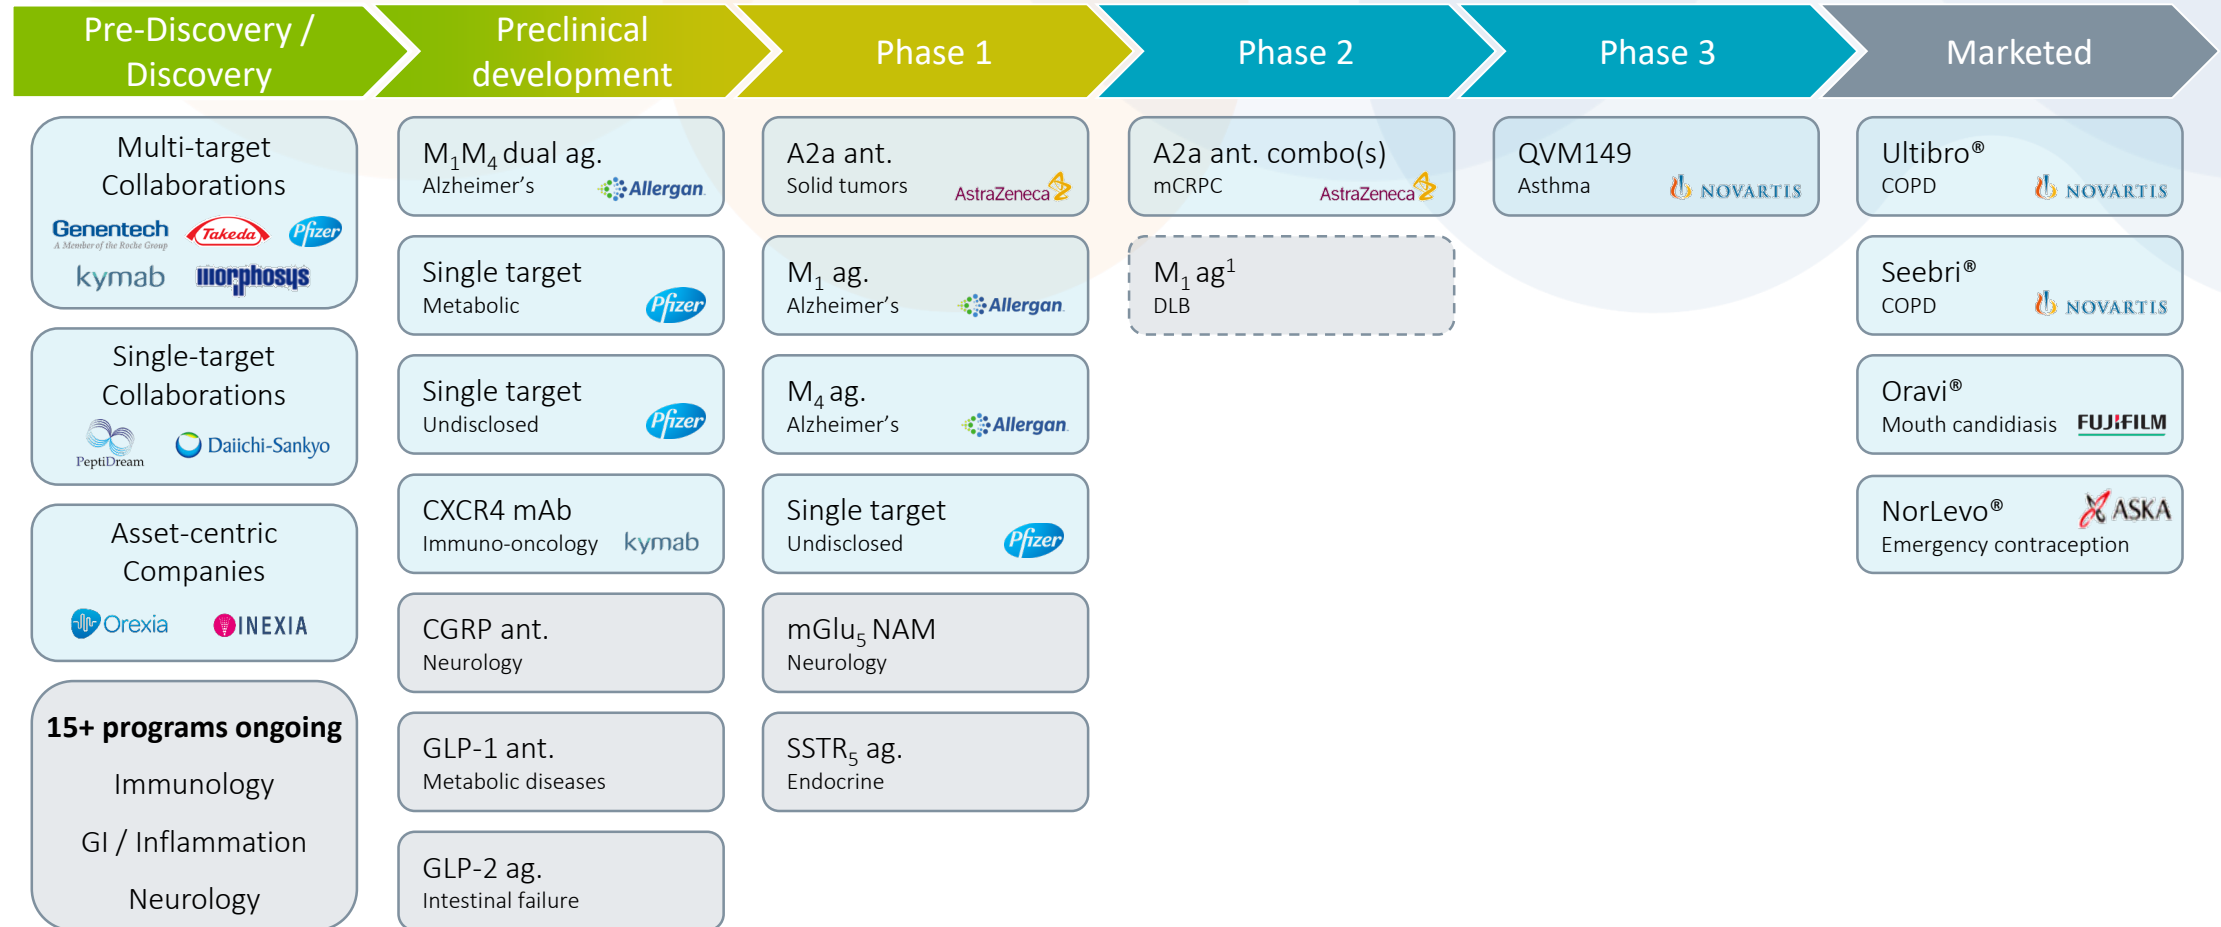 Pre-Discovery /
Discovery
Preclinical
development
Phase 1
Phase 2
Phase 3
Marketed
Multi-target
Collaborations
Genentech
A Member of the Roche Group
Takeda
Pfizer
kymab
morphosys
Single-target
Collaborations
PeptiDream
Daiichi-Sankyo
Asset-centric
Companies
Orexia
INEXIA
15+ programs ongoing
Immunology
GI / Inflammation
Neurology
M₁M₄ dual ag.
Alzheimer's
Allergan
Single target
Metabolic
Pfizer
Single target
Undisclosed
Pfizer
CXCR4 mAb
Immuno-oncology
kymab
CGRP ant.
Neurology
GLP-1 ant.
Metabolic diseases
GLP-2 ag.
Intestinal failure
A2a ant.
Solid tumors
AstraZeneca
M₁ ag.
Alzheimer's
Allergan
M₄ ag.
Alzheimer's
Allergan
Single target
Undisclosed
Pfizer
mGlu₅ NAM
Neurology
SSTR₅ ag.
Endocrine
A2a ant. combo(s)
mCRPC
AstraZeneca
M₁ ag¹
DLB
QVM149
Asthma
NOVARTIS
Ultibro®
COPD
NOVARTIS
Seebri®
COPD
NOVARTIS
Oravi®
Mouth candidiasis
FUJIFILM
NorLevo®
ASKA
Emergency contraception